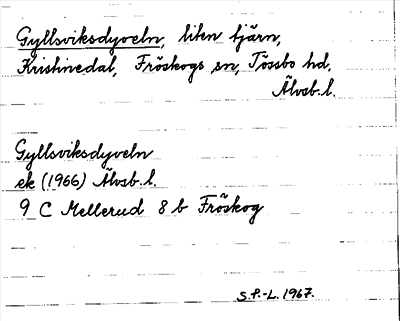 Gyllsviksdyveln, liten tjärn,
Kristinedal, Fröskogs sn, Tössbo hd,
Älvsb. l.
Gyllsviksdyveln
ek (1966) Älvsb. l.
9 C Mellerud 8 b Fröskog
S.P.-L. 1967.